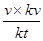 v × kv
kt